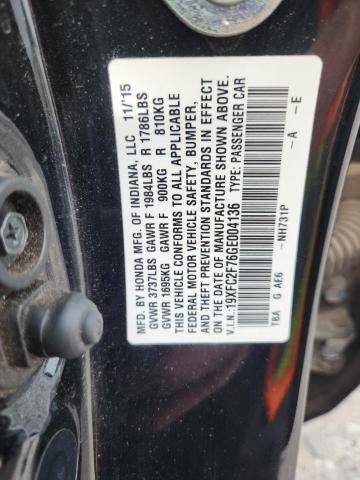 MFD. BY HONDA MFG. OF INDIANA, LLC 11/'15
GVWR 3737LBS GAWR F 1984LBS R 1786LBS
GVWR 1695KG GAWR F 900KG R 810KG
THIS VEHICLE CONFORMS TO ALL APPLICABLE
FEDERAL MOTOR VEHICLE SAFETY, BUMPER,
AND THEFT PREVENTION STANDARDS IN EFFECT
ON THE DATE OF MANUFACTURE SHOWN ABOVE.
V.I.N.:19XFC2F76GE004136 TYPE: PASSENGER CAR
TBA G AE6 -NH731P -A -E